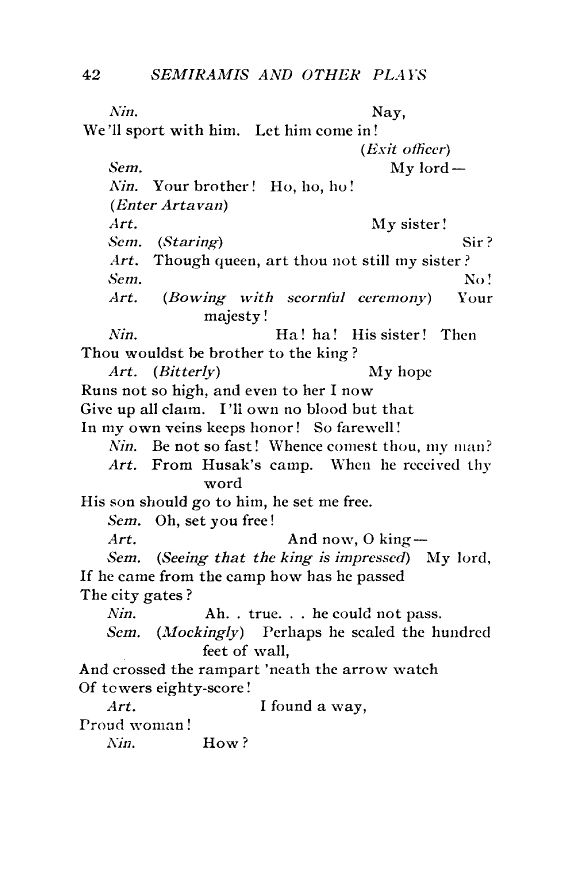 42 SEMIRAMIS AND OTHER PLAYS
Nin. Nay,
We'll sport with him. Let him come in!
(Exit officer)
Sem. My lord—
Nin. Your brother! Ho, ho, ho!
(Enter Artavan)
Art. My sister!
Sem. (Staring) Sir?
Art. Though queen, art thou not still my sister?
Sem. No!
Art. (Bowing with scornful ceremony) Your
majesty!
Nin. Ha! ha! His sister! Then
Thou wouldst be brother to the king?
Art. (Bitterly) My hope
Runs not so high, and even to her I now
Give up all claim. I'll own no blood but that
In my own veins keeps honor! So farewell!
Nin. Be not so fast! Whence comest thou, my man?
Art. From Husak's camp. When he received thy
word
His son should go to him, he set me free.
Sem. Oh, set you free!
Art. And now, O king—
Sem. (Seeing that the king is impressed) My lord,
If he came from the camp how has he passed
The city gates?
Nin. Ah. . true. . . he could not pass.
Sem. (Mockingly) Perhaps he scaled the hundred
feet of wall,
And crossed the rampart 'neath the arrow watch
Of towers eighty-score!
Art. I found a way,
Proud woman!
Nin. How?